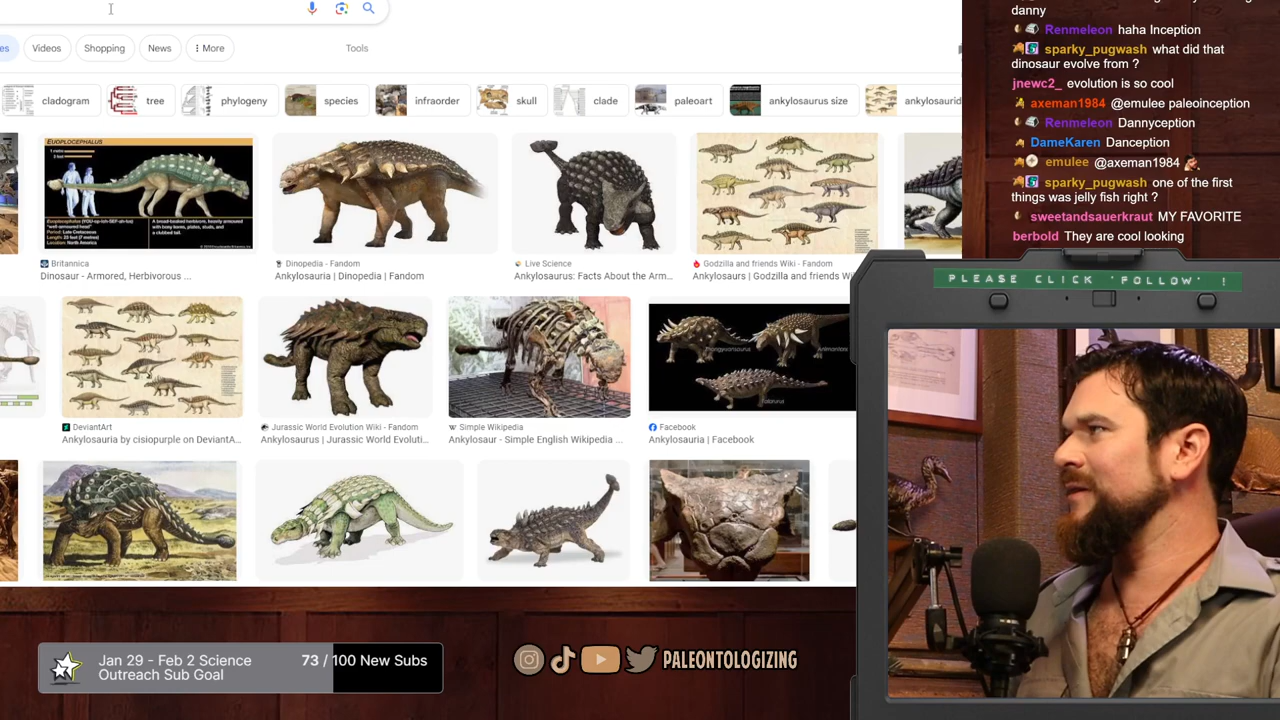 es
Videos
Shopping
News
More
Tools
cladogram
tree
phylogeny
species
infraorder
skull
clade
paleoart
ankylosaurus size
ankylosaurid
EUOPLOCEPHALUS
Britannica
Dinosaur - Armored, Herbivorous ...
Dinopedia - Fandom
Ankylosauria | Dinopedia | Fandom
Live Science
Ankylosaurus: Facts About the Arm...
Godzilla and friends Wiki - Fandom
Ankylosaurs | Godzilla and friends Wi
DeviantArt
Ankylosauria by cisiopurple on DeviantA...
Jurassic World Evolution Wiki - Fandom
Ankylosaurus | Jurassic World Evoluti...
Simple Wikipedia
Ankylosaur - Simple English Wikipedia ...
Facebook
Ankylosauria | Facebook
danny
Renmeleon haha Inception
sparky_pugwash what did that
dinosaur evolve from ?
jnewc2_ evolution is so cool
axeman1984 @emulee paleoinception
Renmeleon Dannyception
DameKaren Danception
emulee @axeman1984
sparky_pugwash one of the first
things was jelly fish right ?
sweetandsauerkraut MY FAVORITE
berbold They are cool looking
PLEASE CLICK 'FOLLOW' !
Jan 29 - Feb 2 Science
Outreach Sub Goal
73 / 100 New Subs
PALEONTOLOGIZING